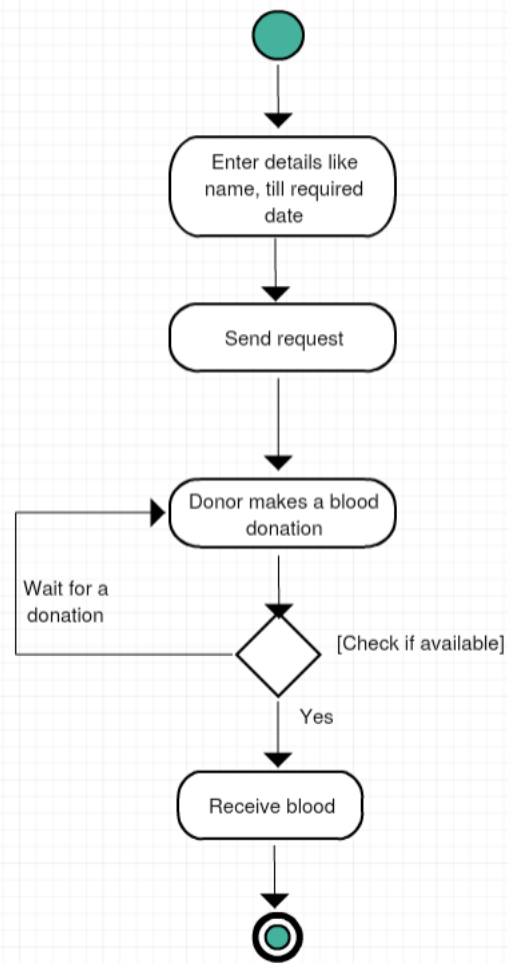 Enter details like
name, till required
date
Send request
Donor makes a blood
donation
Wait for a
donation
[Check if available]
Yes
Receive blood